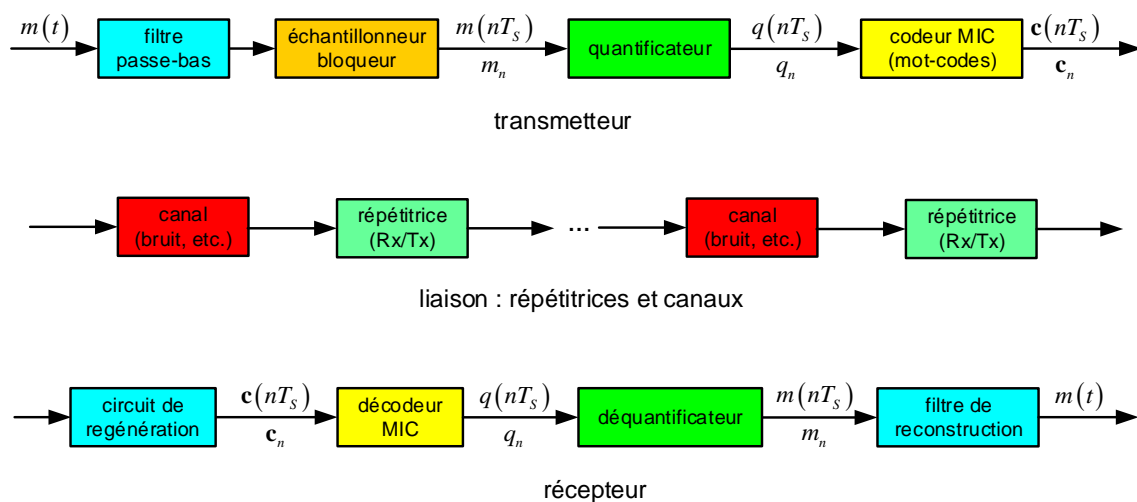 m(t)
filtre
passe-bas
échantillonneur
bloqueur
m(nT_S)
m_n
quantificateur
q(nT_S)
q_n
codeur MIC
(mot-codes)
c(nT_S)
c_n
transmetteur
canal
(bruit, etc.)
répétitrice
(Rx/Tx)
...
canal
(bruit, etc.)
répétitrice
(Rx/Tx)
liaison : répétitrices et canaux
circuit de
regénération
c(nT_S)
c_n
décodeur
MIC
q(nT_S)
q_n
déquantificateur
m(nT_S)
m_n
filtre de
reconstruction
m(t)
récepteur